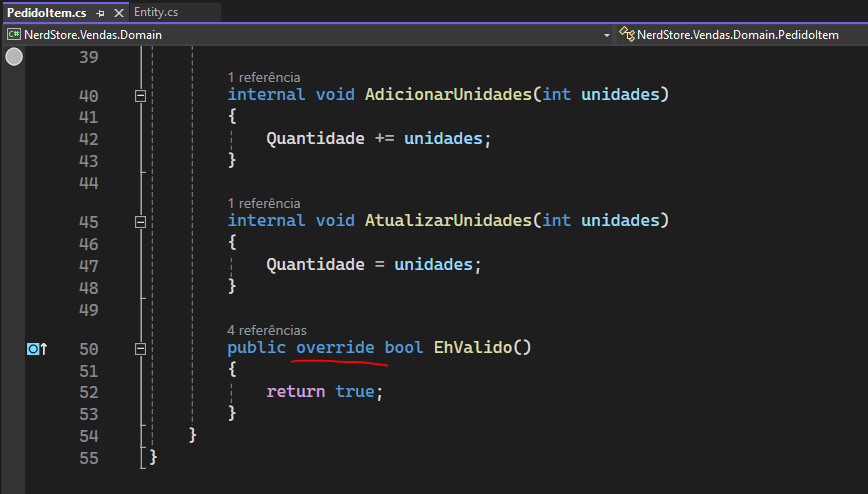 PedidoItem.cs Entity.cs
C# NerdStore.Vendas.Domain NerdStore.Vendas.Domain.PedidoItem
39
1 referência
40 internal void AdicionarUnidades(int unidades)
41 {
42 Quantidade += unidades;
43 }
44
1 referência
45 internal void AtualizarUnidades(int unidades)
46 {
47 Quantidade = unidades;
48 }
49
4 referências
50 public override bool EhValido()
51 {
52 return true;
53 }
54 }
55 }